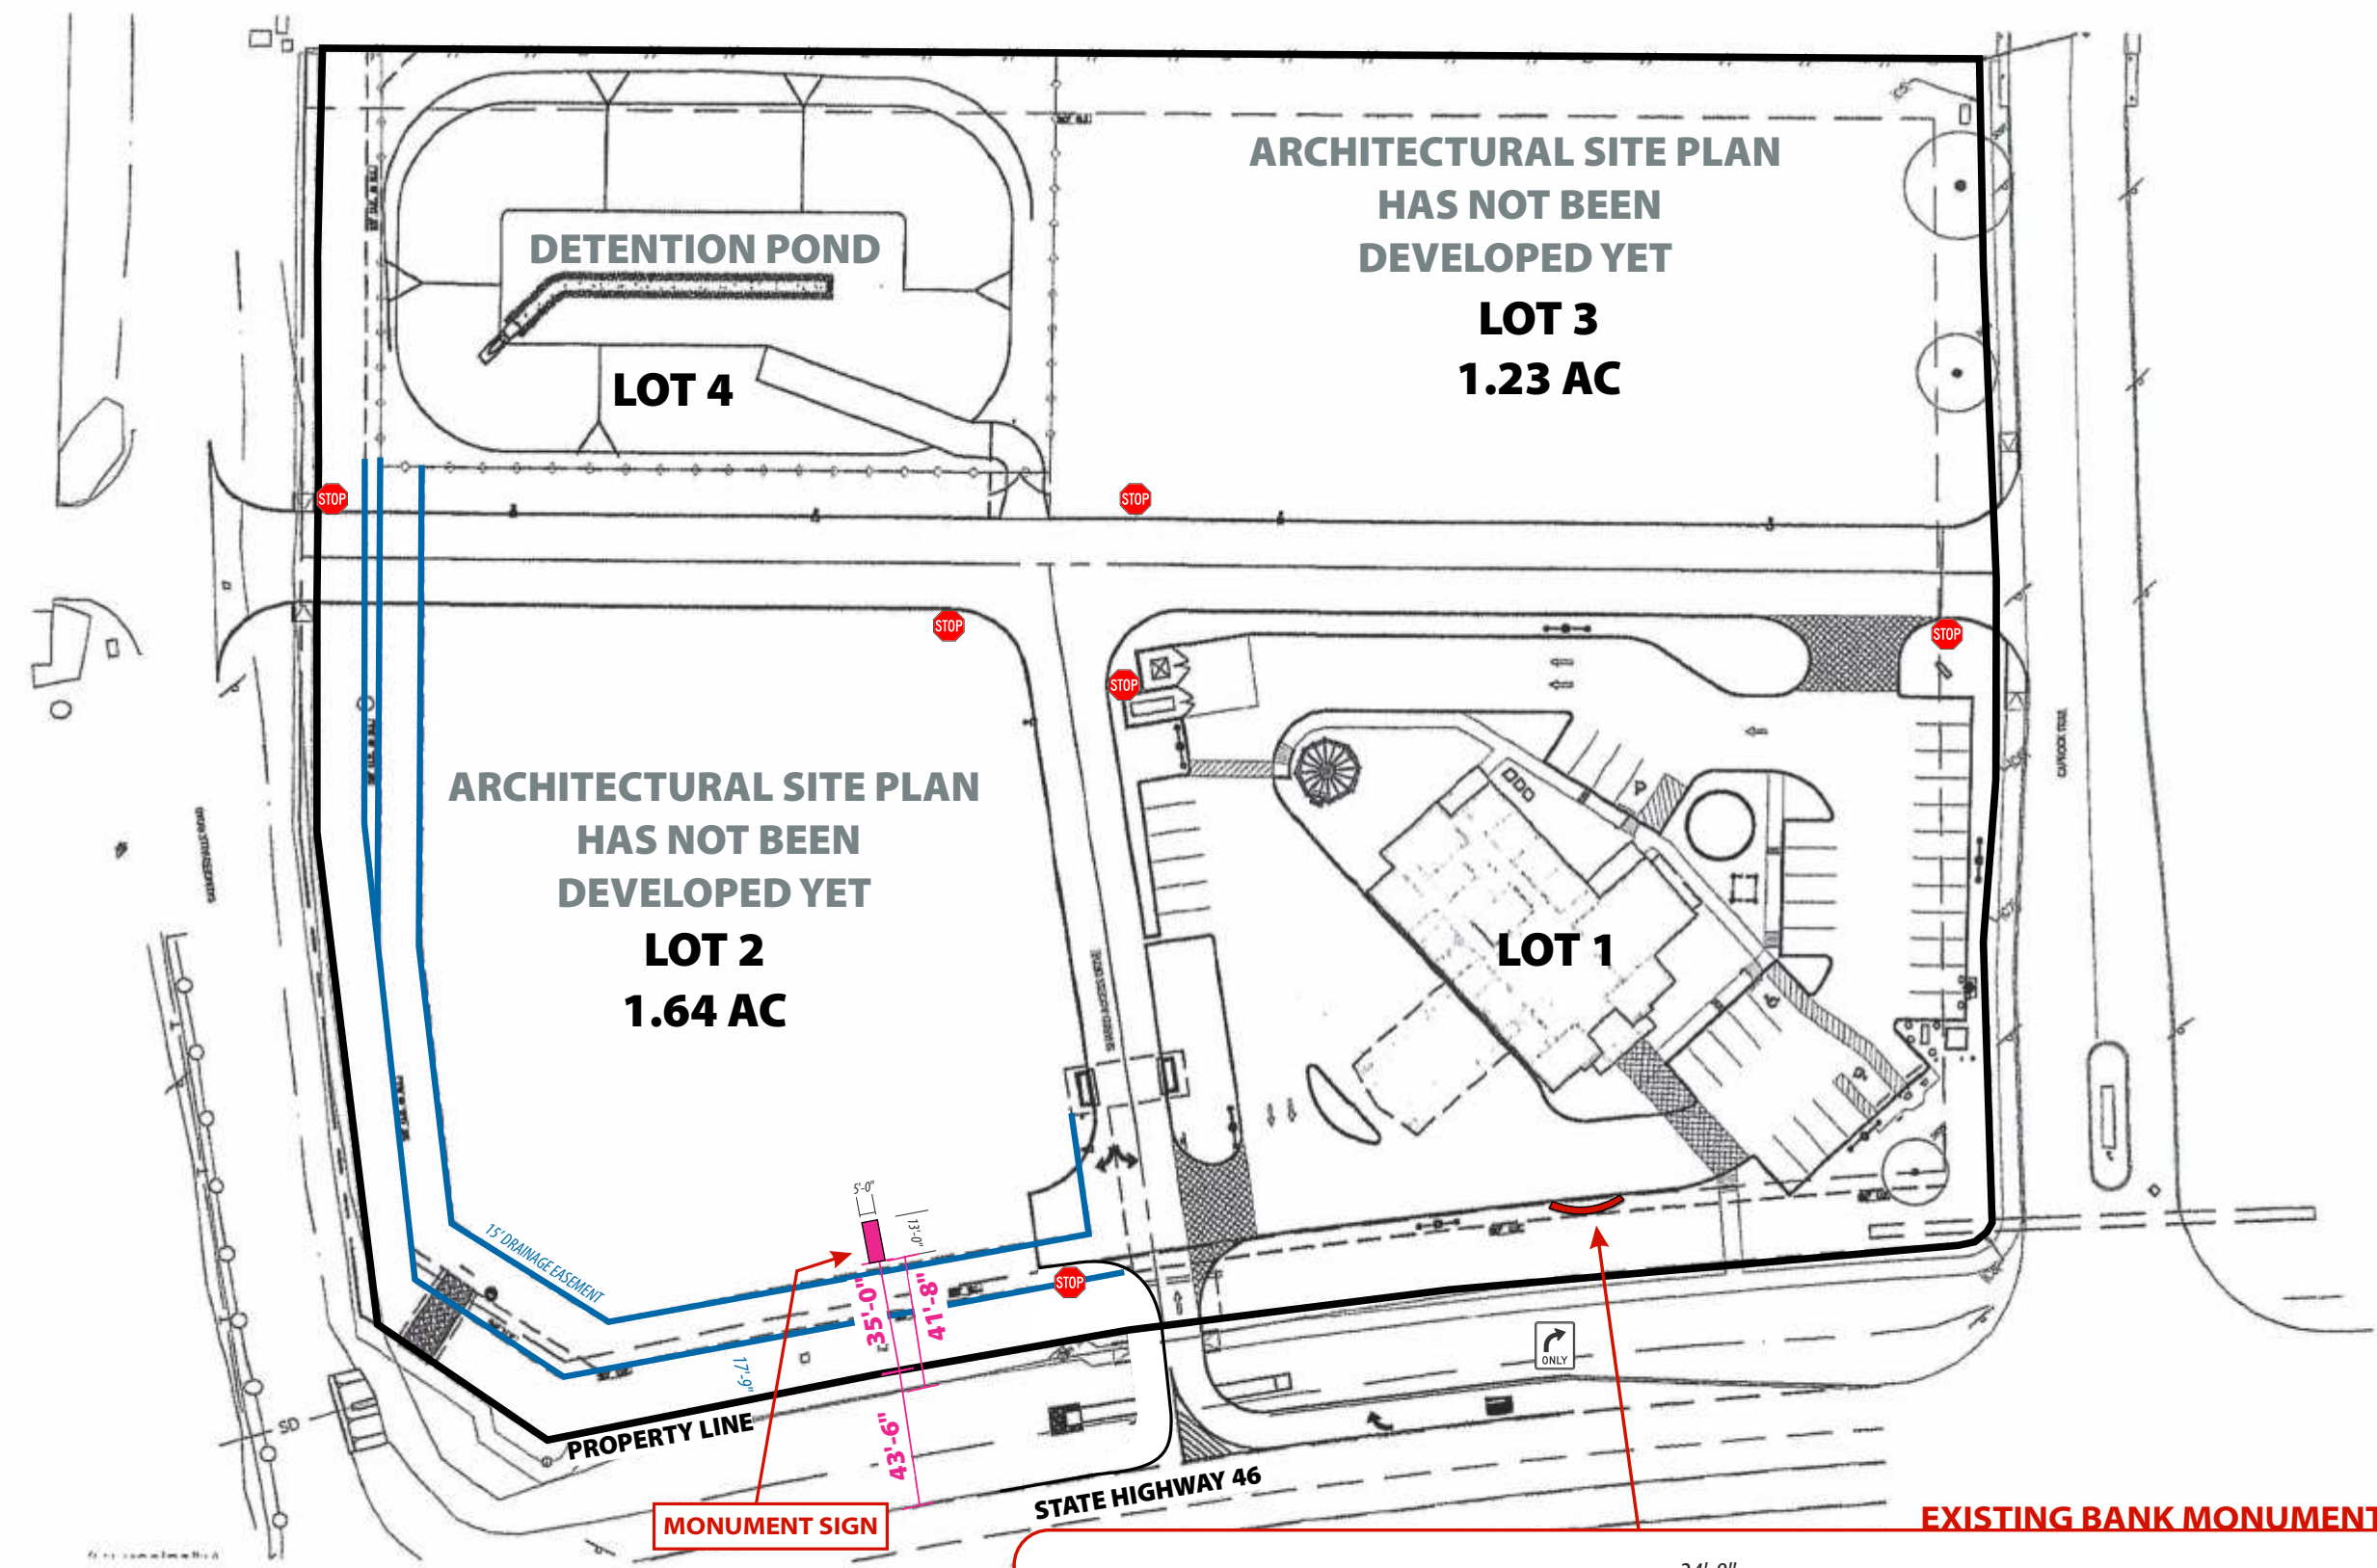 ARCHITECTURAL SITE PLAN
HAS NOT BEEN
DEVELOPED YET
LOT 3
1.23 AC
DETENTION POND
LOT 4
STOP
STOP
STOP
STOP
STOP
ARCHITECTURAL SITE PLAN
HAS NOT BEEN
DEVELOPED YET
LOT 2
1.64 AC
LOT 1
5'-0"
13'-0"
15' DRAINAGE EASEMENT
STOP
35'-0"
41'-8"
17'-9"
ONLY
43'-6"
SD
PROPERTY LINE
STATE HIGHWAY 46
MONUMENT SIGN
EXISTING BANK MONUMENT